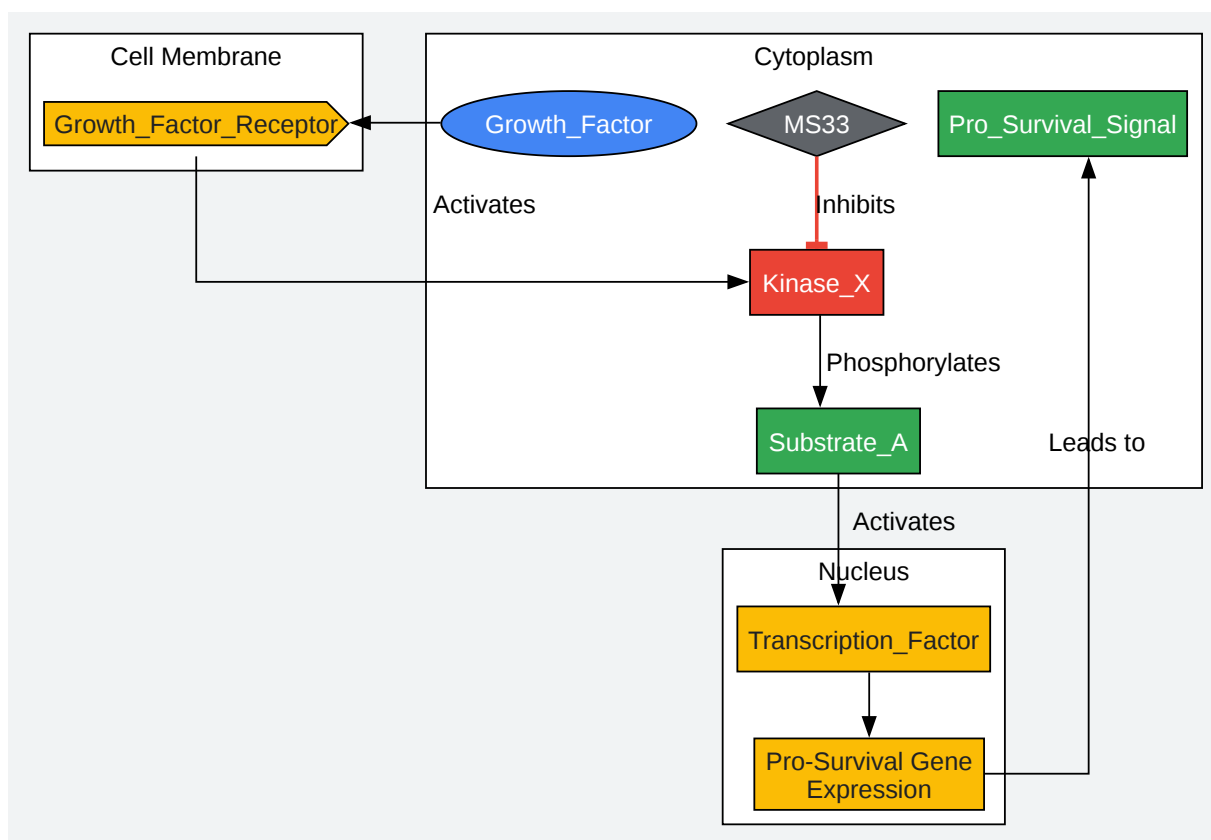 Cell Membrane
Cytoplasm
Growth_Factor_Receptor
Growth_Factor
MS33
Pro_Survival_Signal
Activates
Inhibits
Kinase_X
Phosphorylates
Substrate_A
Leads to
Activates
Nucleus
Transcription_Factor
Pro-Survival Gene
Expression